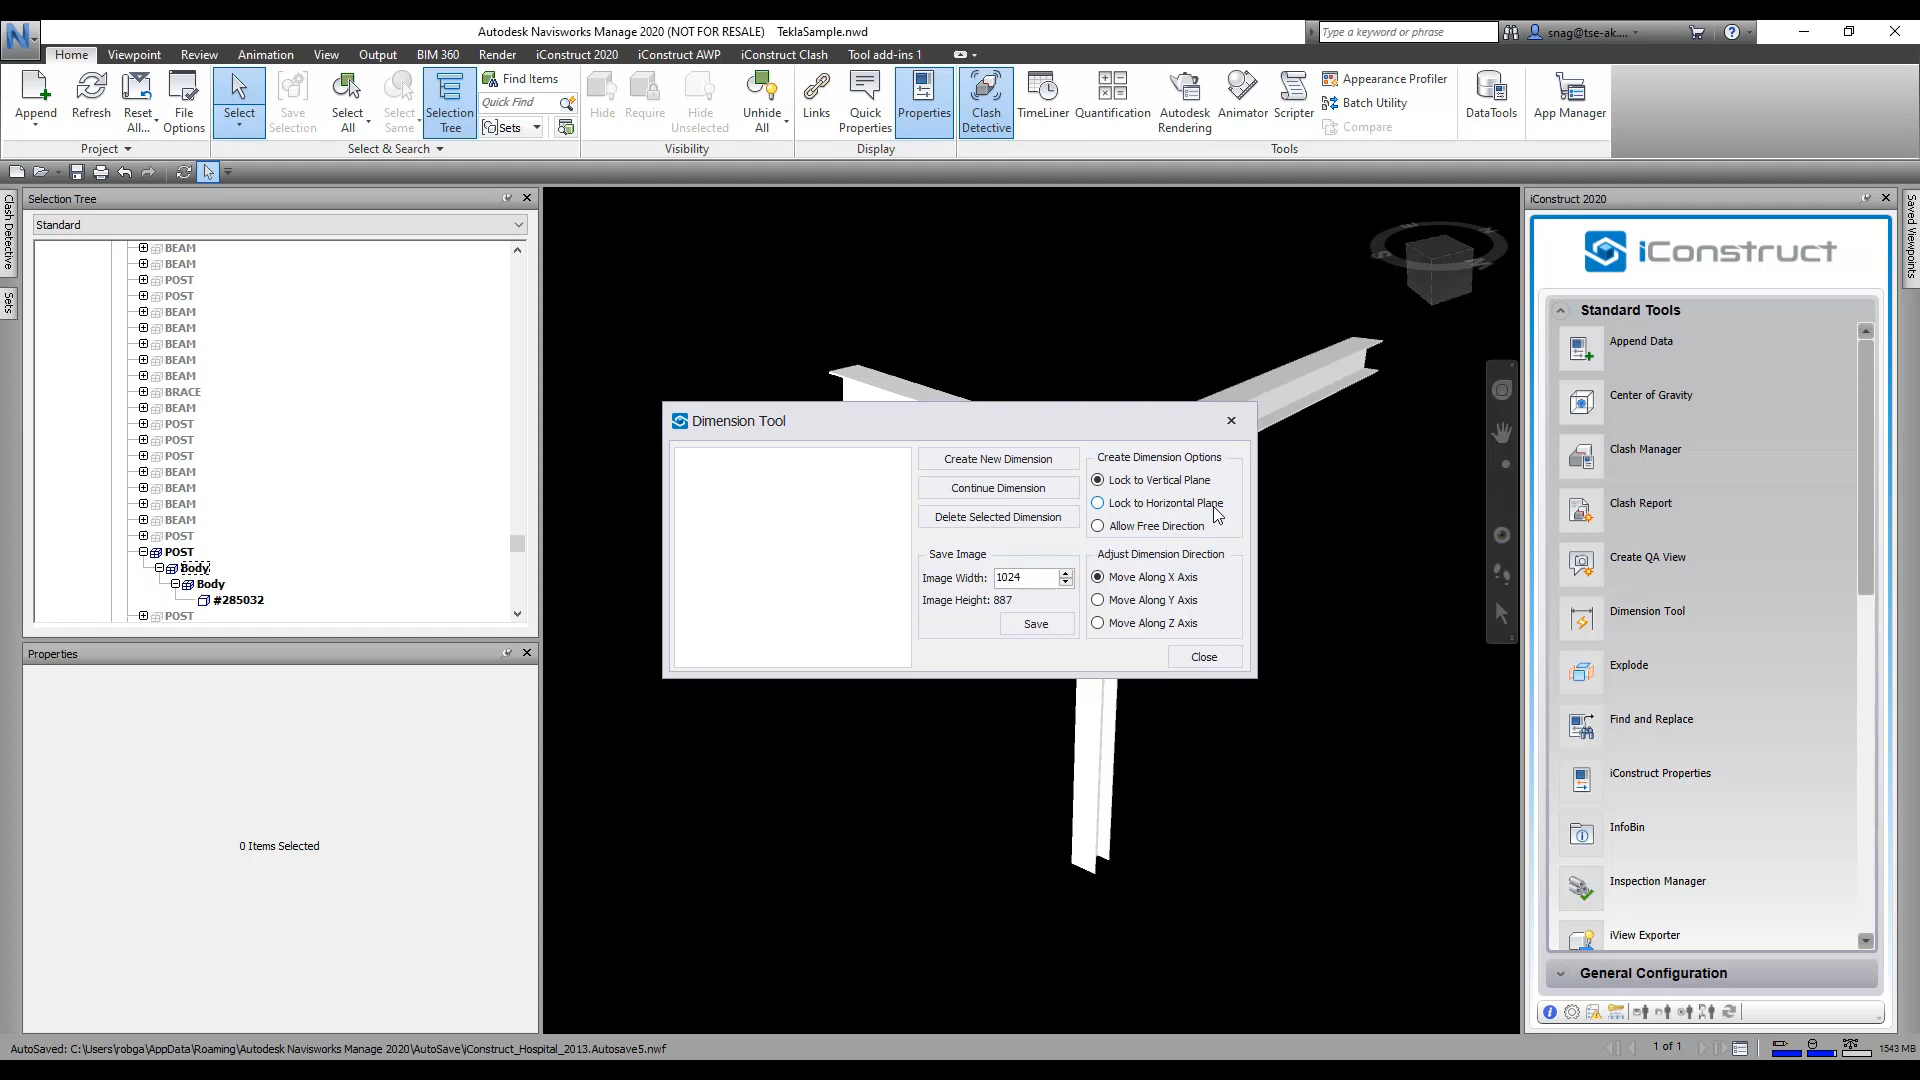 Autodesk Navisworks Manage 2020 (NOT FOR RESALE) TeklaSample.nwd
Type a keyword or phrase
snag@tse-ak....
Home Viewpoint Review Animation View Output BIM 360 Render iConstruct 2020 iConstruct AWP iConstruct Clash Tool add-ins 1
Append
Refresh
Reset All...
File Options
Project
Select
Save Selection
Select All
Select Same
Selection Tree
Find Items
Quick Find
Sets
Select & Search
Hide
Require
Hide Unselected
Unhide All
Visibility
Links
Quick Properties
Properties
Display
Clash Detective
TimeLiner
Quantification
Autodesk Rendering
Animator
Scripter
Appearance Profiler
Batch Utility
Compare
Tools
DataTools
App Manager
Clash Detective
Sets
Selection Tree
Standard
BEAM
BEAM
POST
POST
BEAM
BEAM
BEAM
BEAM
BEAM
BRACE
BEAM
POST
POST
POST
BEAM
BEAM
BEAM
BEAM
POST
POST
Body
Body
#285032
POST
Properties
0 Items Selected
Dimension Tool
Create New Dimension
Continue Dimension
Delete Selected Dimension
Save Image
Image Width: 1024
Image Height: 887
Save
Create Dimension Options
Lock to Vertical Plane
Lock to Horizontal Plane
Allow Free Direction
Adjust Dimension Direction
Move Along X Axis
Move Along Y Axis
Move Along Z Axis
Close
iConstruct 2020
iConstruct
Standard Tools
Append Data
Center of Gravity
Clash Manager
Clash Report
Create QA View
Dimension Tool
Explode
Find and Replace
iConstruct Properties
InfoBin
Inspection Manager
iView Exporter
General Configuration
Saved Viewpoints
AutoSaved: C:\Users\robga\AppData\Roaming\Autodesk Navisworks Manage 2020\AutoSave\iConstruct_Hospital_2013.Autosave5.nwf
1 of 1
1543 MB